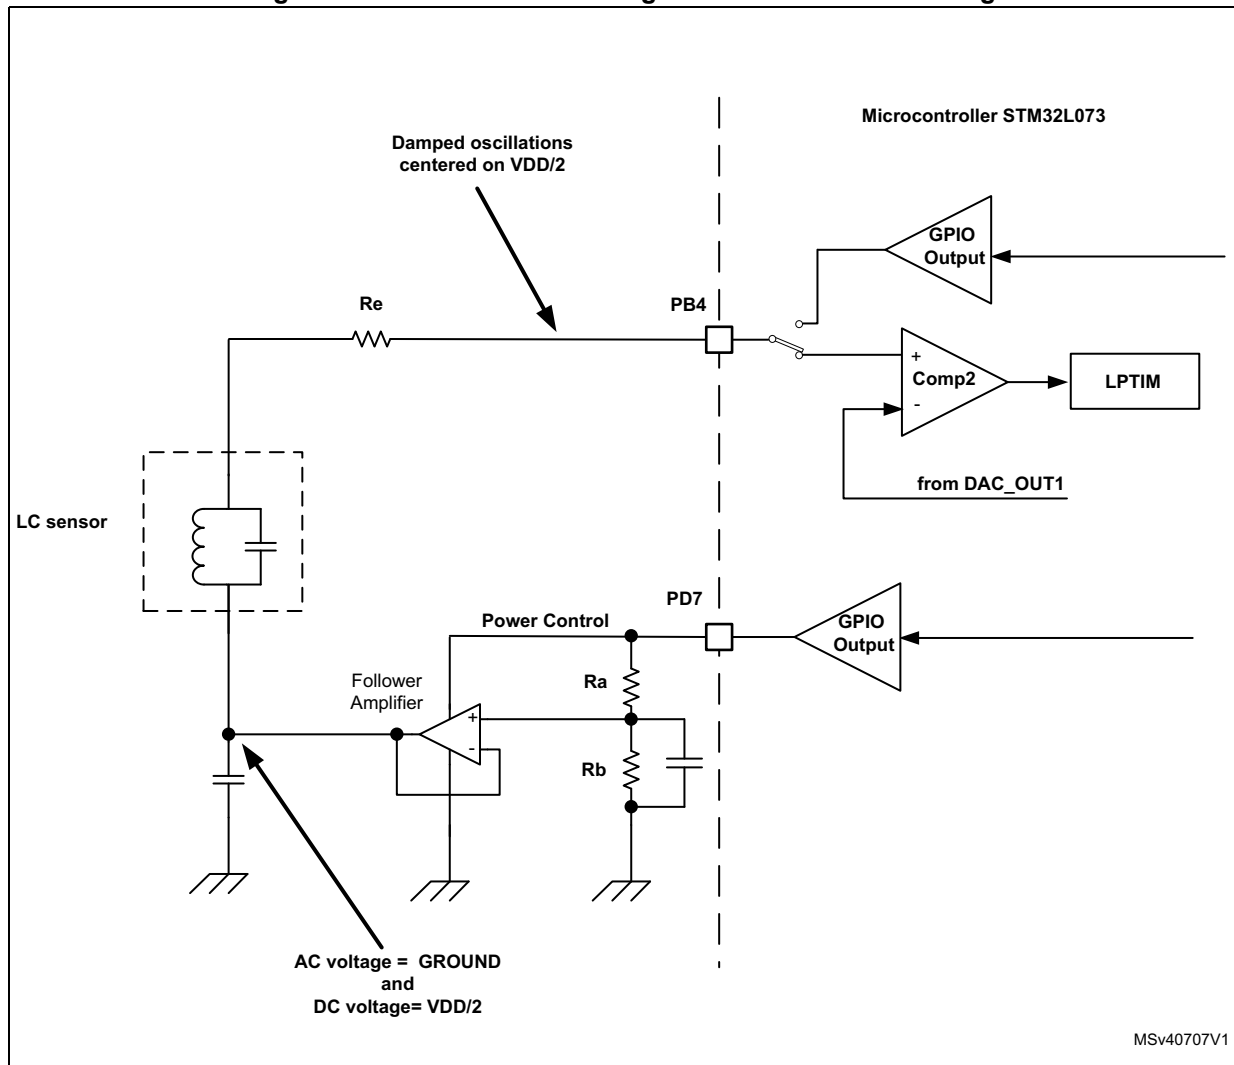 Microcontroller STM32L073
Damped oscillations
centered on VDD/2
GPIO
Output
Re
PB4
+
Comp2
-
LPTIM
from DAC_OUT1
LC sensor
PD7
Power Control
GPIO
Output
Follower
Amplifier
Ra
+
-
Rb
AC voltage = GROUND
and
DC voltage= VDD/2
MSv40707V1